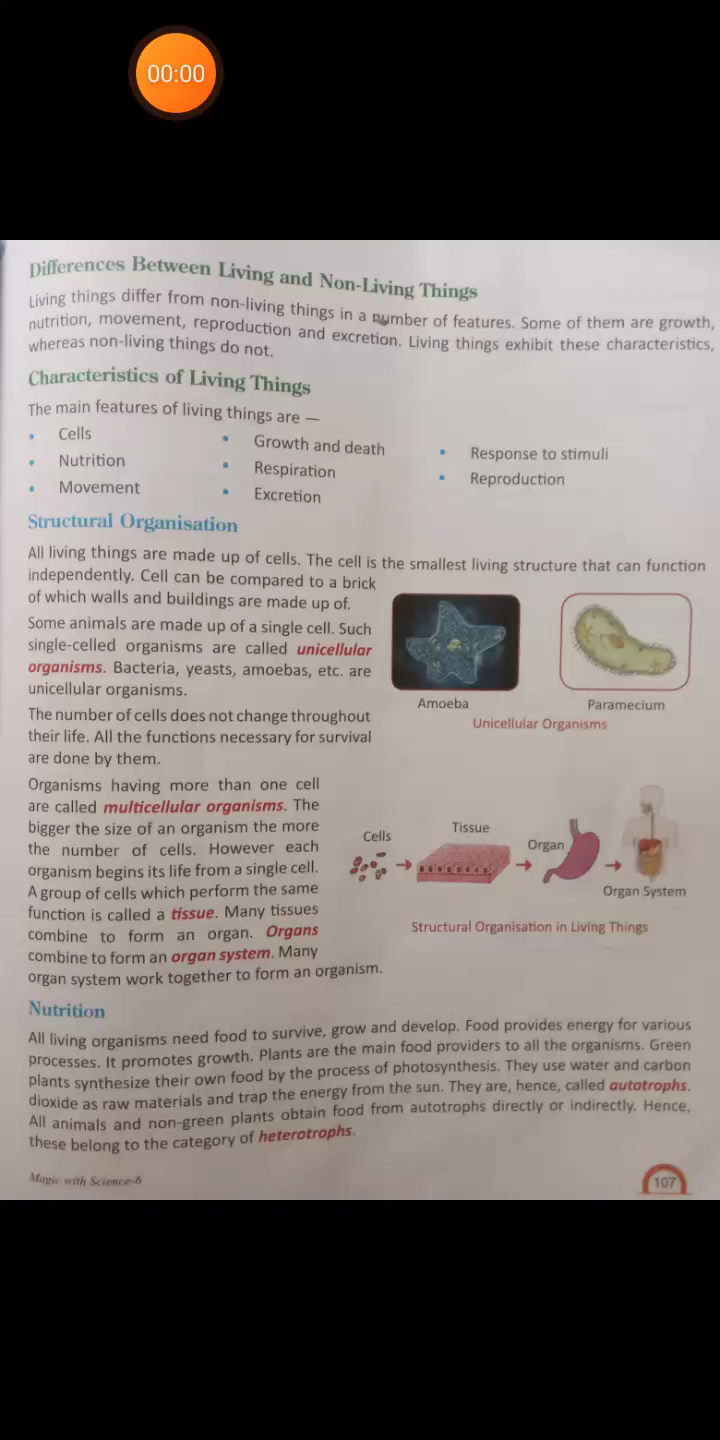 00:00
Differences Between Living and Non-Living Things
Living things differ from non-living things in a number of features. Some of them are growth,
nutrition, movement, reproduction and excretion. Living things exhibit these characteristics,
whereas non-living things do not.
Characteristics of Living Things
The main features of living things are —
• Cells
• Nutrition
• Movement
• Growth and death
• Respiration
• Excretion
• Response to stimuli
• Reproduction
Structural Organisation
All living things are made up of cells. The cell is the smallest living structure that can function
independently. Cell can be compared to a brick
of which walls and buildings are made up of.
Some animals are made up of a single cell. Such
single-celled organisms are called unicellular
organisms. Bacteria, yeasts, amoebas, etc. are
unicellular organisms.
The number of cells does not change throughout
their life. All the functions necessary for survival
are done by them.
Amoeba
Paramecium
Unicellular Organisms
Organisms having more than one cell
are called multicellular organisms. The
bigger the size of an organism the more
the number of cells. However each
organism begins its life from a single cell.
A group of cells which perform the same
function is called a tissue. Many tissues
combine to form an organ. Organs
combine to form an organ system. Many
organ system work together to form an organism.
Cells
Tissue
Organ
Organ System
Structural Organisation in Living Things
Nutrition
All living organisms need food to survive, grow and develop. Food provides energy for various
processes. It promotes growth. Plants are the main food providers to all the organisms. Green
plants synthesize their own food by the process of photosynthesis. They use water and carbon
dioxide as raw materials and trap the energy from the sun. They are, hence, called autotrophs.
All animals and non-green plants obtain food from autotrophs directly or indirectly. Hence,
these belong to the category of heterotrophs.
Magic with Science-6
107